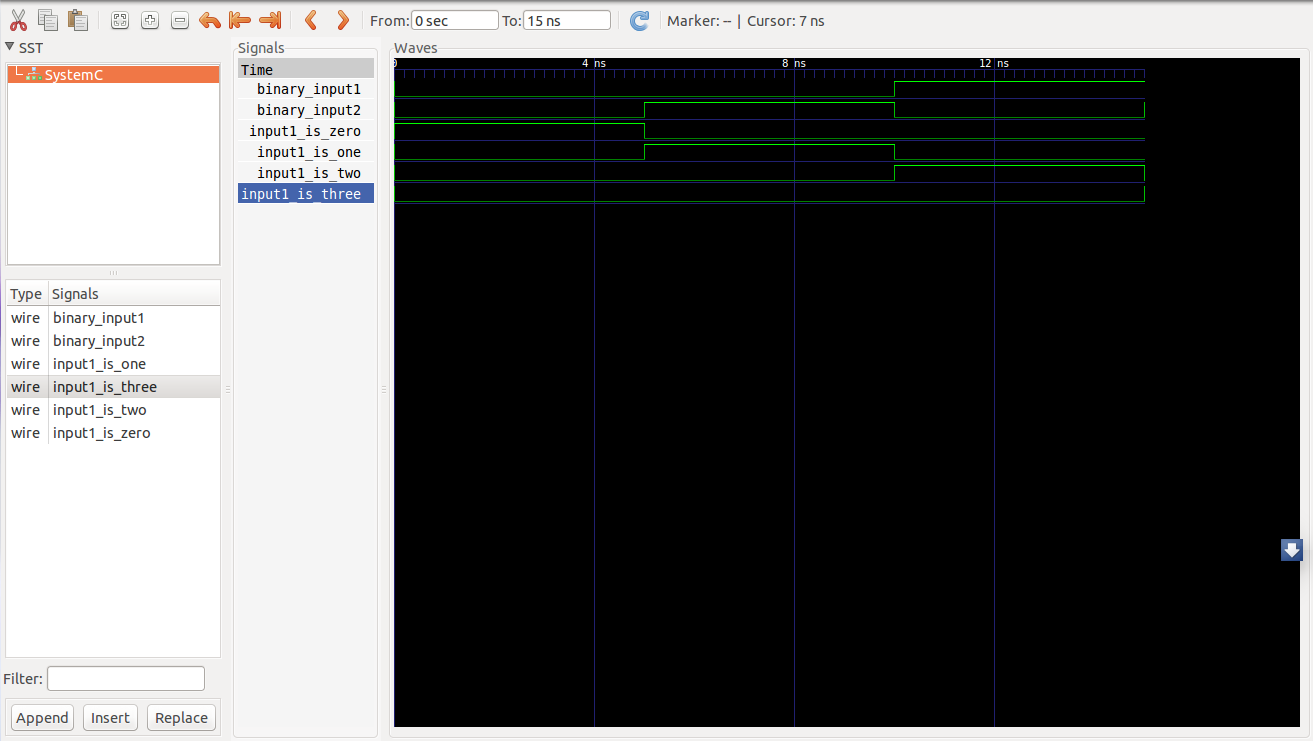 From: 0 sec To: 15 ns Marker: -- | Cursor: 7 ns
SST
SystemC
Type Signals
wire binary_input1
wire binary_input2
wire input1_is_one
wire input1_is_three
wire input1_is_two
wire input1_is_zero
Filter:
Append Insert Replace
Signals
Time
binary_input1
binary_input2
input1_is_zero
input1_is_one
input1_is_two
input1_is_three
Waves
0 4 ns 8 ns 12 ns